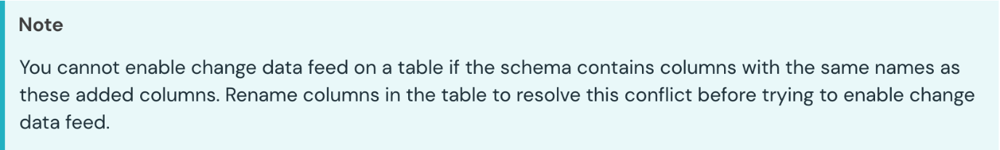 Note
You cannot enable change data feed on a table if the schema contains columns with the same names as
these added columns. Rename columns in the table to resolve this conflict before trying to enable change
data feed.